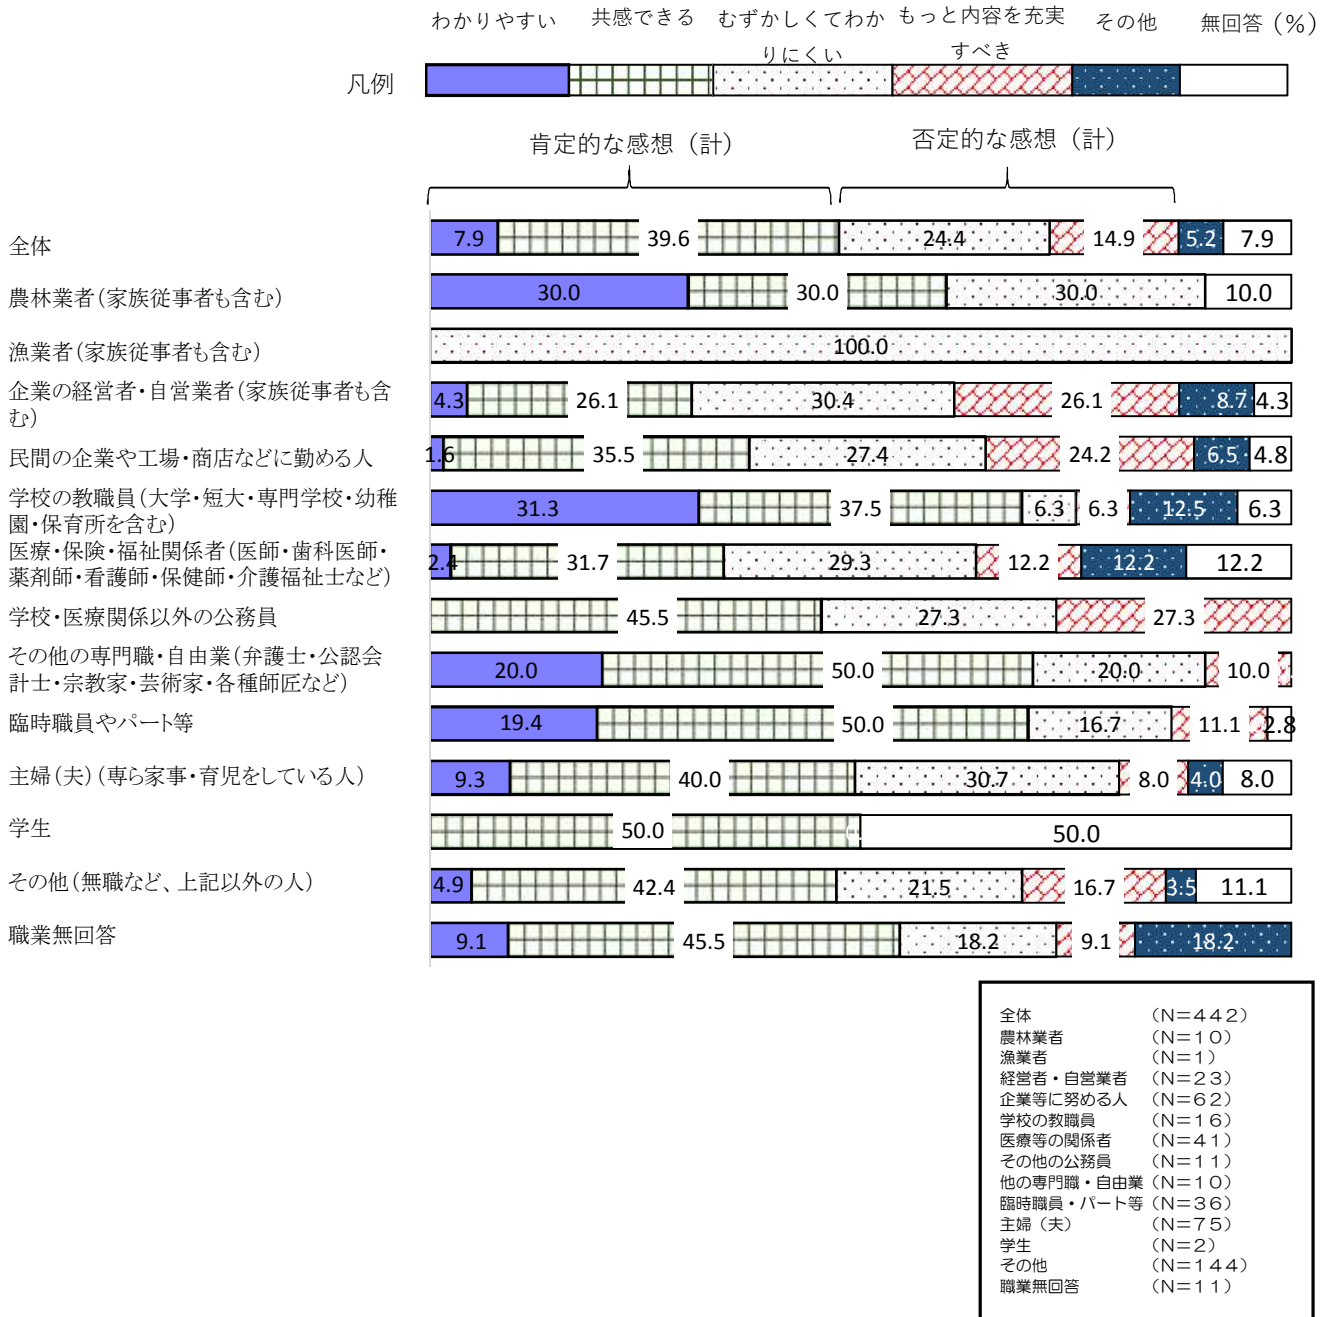 わかりやすい 共感できる むずかしくてわか もっと内容を充実 その他 無回答 (%)
りにくい すべき
凡例
肯定的な感想（計） 否定的な感想（計）
全体 7.9 39.6 24.4 14.9 5.2 7.9
農林業者(家族従事者も含む) 30.0 30.0 30.0 10.0
漁業者(家族従事者も含む) 100.0
企業の経営者・自営業者(家族従事者も含
む) 4.3 26.1 30.4 26.1 8.7 4.3
民間の企業や工場・商店などに勤める人 1.6 35.5 27.4 24.2 6.5 4.8
学校の教職員(大学・短大・専門学校・幼稚
園・保育所を含む) 31.3 37.5 6.3 6.3 12.5 6.3
医療・保険・福祉関係者(医師・歯科医師・
薬剤師・看護師・保健師・介護福祉士など) 2.4 31.7 29.3 12.2 12.2 12.2
学校・医療関係以外の公務員 45.5 27.3 27.3
その他の専門職・自由業(弁護士・公認会
計士・宗教家・芸術家・各種師匠など) 20.0 50.0 20.0 10.0
臨時職員やパート等 19.4 50.0 16.7 11.1 2.8
主婦(夫)(専ら家事・育児をしている人) 9.3 40.0 30.7 8.0 4.0 8.0
学生 50.0 50.0
その他(無職など、上記以外の人) 4.9 42.4 21.5 16.7 3.5 11.1
職業無回答 9.1 45.5 18.2 9.1 18.2
全体 （N=442）
農林業者 （N=10）
漁業者 （N=1）
経営者・自営業者 （N=23）
企業等に努める人 （N=62）
学校の教職員 （N=16）
医療等の関係者 （N=41）
その他の公務員 （N=11）
他の専門職・自由業（N=10）
臨時職員・パート等（N=36）
主婦（夫） （N=75）
学生 （N=2）
その他 （N=144）
職業無回答 （N=11）